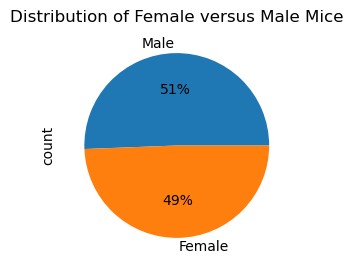 Distribution of Female versus Male Mice
Male
51%
count
49%
Female